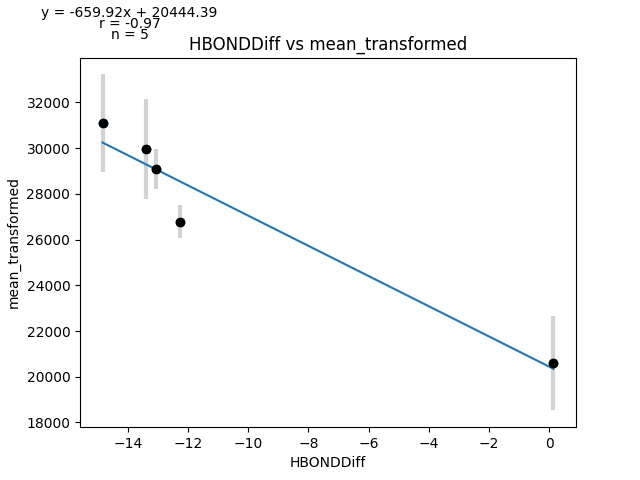 y = -659.92x + 20444.39
r = -0.97
n = 5
HBONDDiff vs mean_transformed
32000
30000
28000
26000
24000
22000
20000
18000
mean_transformed
−14 −12 −10 −8 −6 −4 −2 0
HBONDDiff